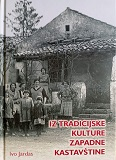 IZ TRADICIJSKE
KULTURE
ZAPADNE
KASTAVŠTINE
Ivo Jardas